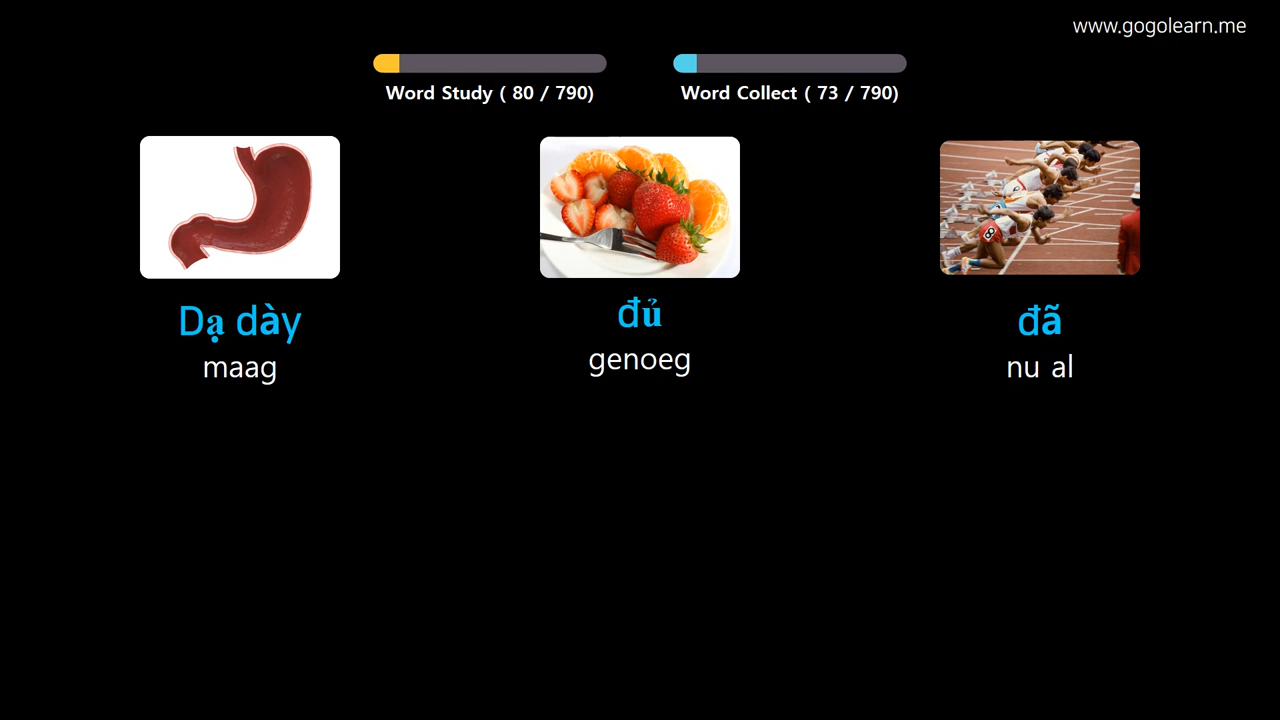 www.gogolearn.me
Word Study ( 80 / 790)
Word Collect ( 73 / 790)
Dạ dày
maag
đủ
genoeg
đã
nu al